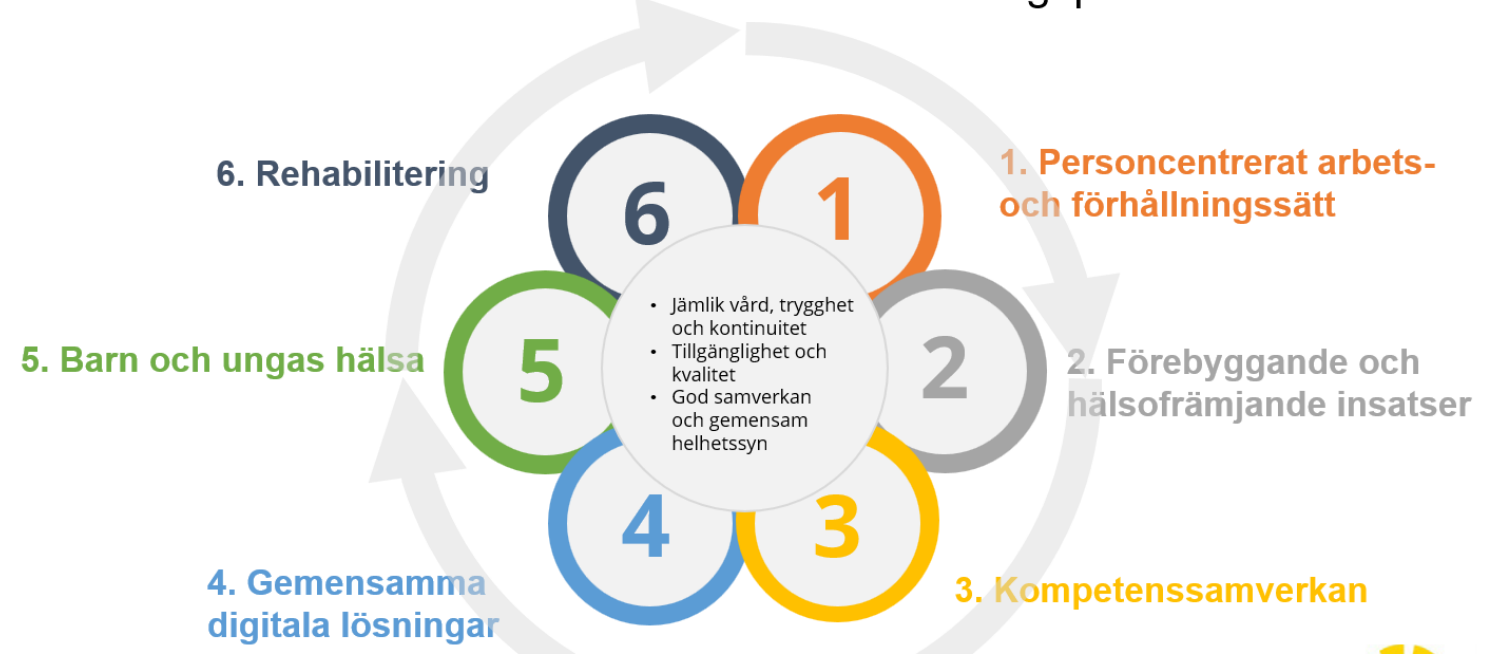 1. Personcentrerat arbets-
och förhållningssätt
2. Förebyggande och
hälsofrämjande insatser
3. Kompetenssamverkan
4. Gemensamma
digitala lösningar
5. Barn och ungas hälsa
6. Rehabilitering
6
1
5
2
4
3
• Jämlik vård, trygghet
och kontinuitet
• Tillgänglighet och
kvalitet
• God samverkan
och gemensam
helhetssyn